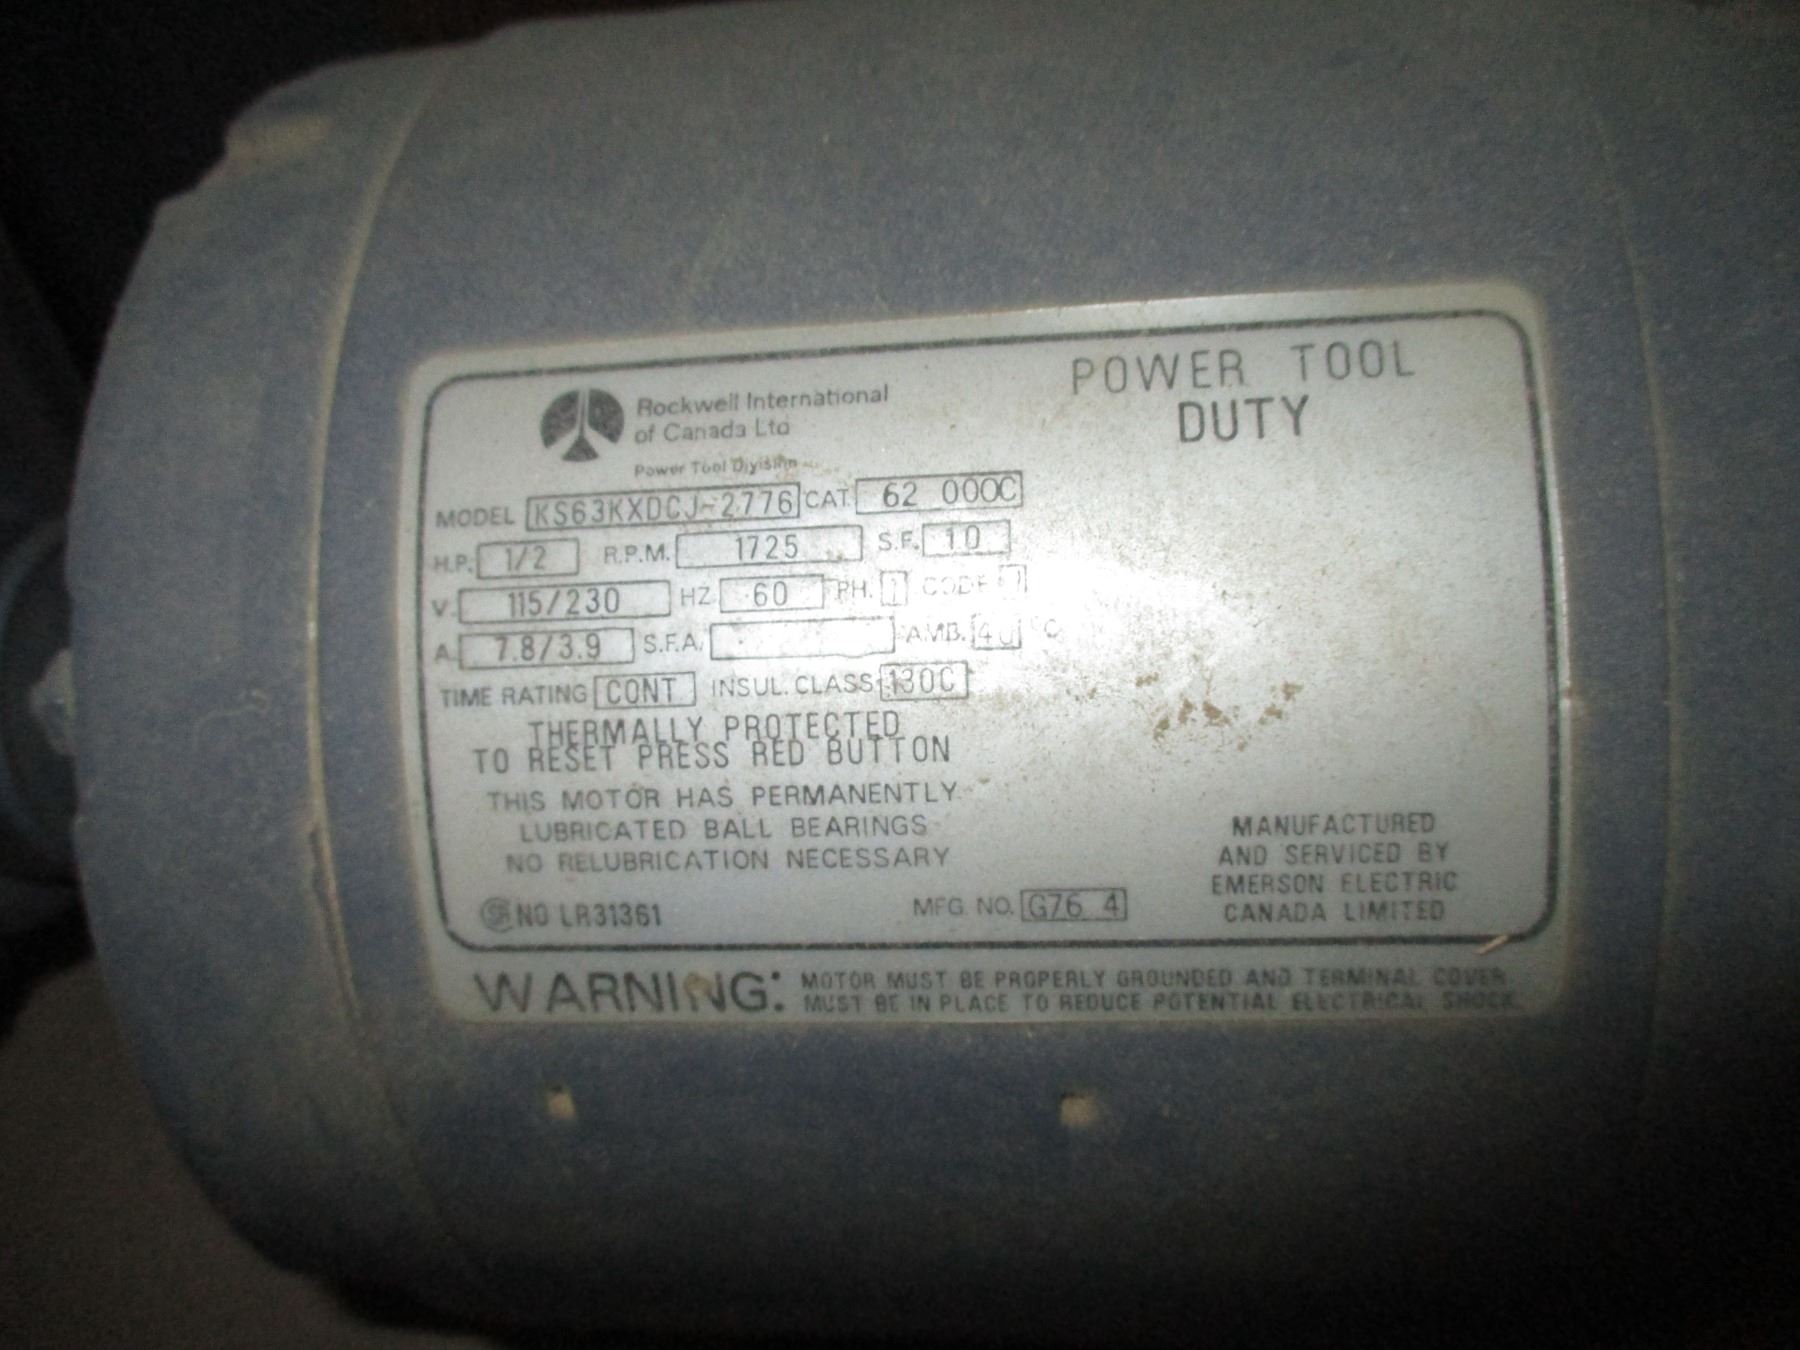 Rockwell International
of Canada Ltd
Power Tool Division
POWER TOOL
DUTY
MODEL KS63KXDCJ-2776 CAT. 62 000C
H.P. 1/2 R.P.M. 1725 S.F. 1.0
V. 115/230 HZ 60 PH. 1 CODE
A. 7.8/3.9 S.F.A. AMB. 40 °C
TIME RATING CONT INSUL. CLASS 130C
THERMALLY PROTECTED
TO RESET PRESS RED BUTTON
THIS MOTOR HAS PERMANENTLY
LUBRICATED BALL BEARINGS
NO RELUBRICATION NECESSARY
NO LR31361
MFG. NO. G76 4
MANUFACTURED
AND SERVICED BY
EMERSON ELECTRIC
CANADA LIMITED
WARNING: MOTOR MUST BE PROPERLY GROUNDED AND TERMINAL COVER
MUST BE IN PLACE TO REDUCE POTENTIAL ELECTRICAL SHOCK.